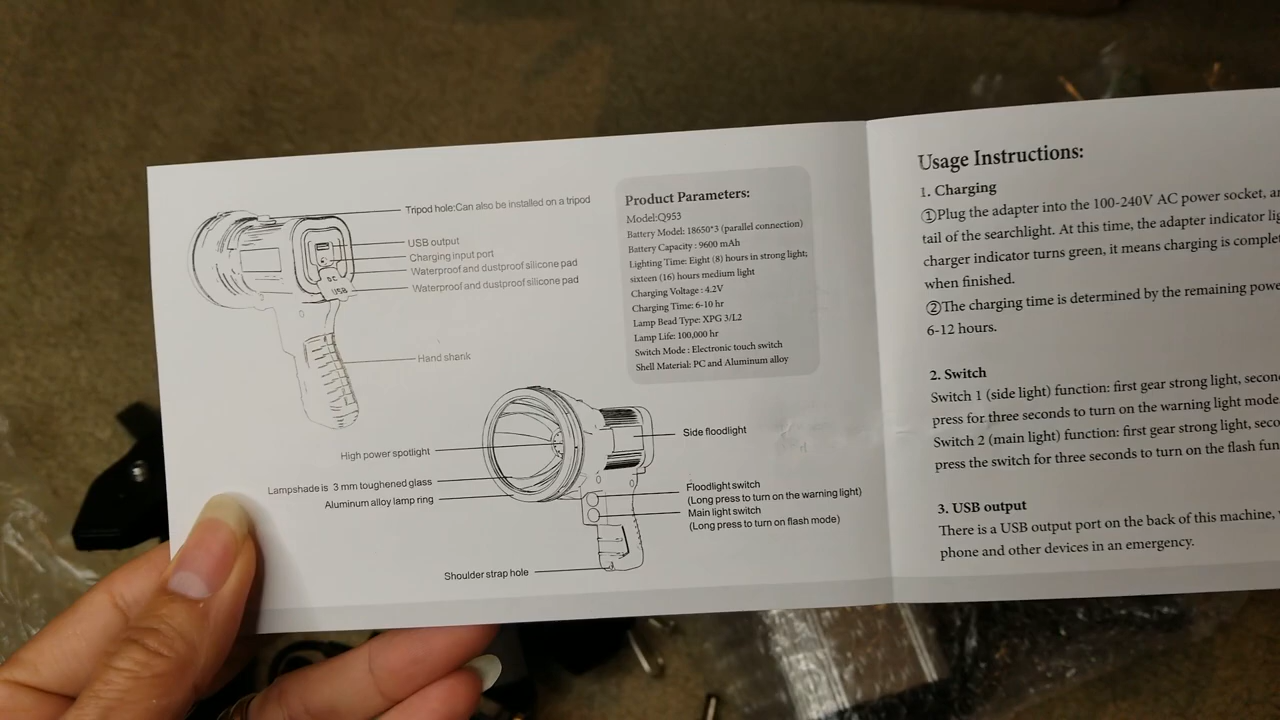 Tripod hole:Can also be installed on a tripod
USB output
Charging input port
Waterproof and dustproof silicone pad
Waterproof and dustproof silicone pad
DC
USB
Hand shank
Product Parameters:
Model:Q953
Battery Model: 18650*3 (parallel connection)
Battery Capacity : 9600 mAh
Lighting Time: Eight (8) hours in strong light;
sixteen (16) hours medium light
Charging Voltage : 4.2V
Charging Time: 6-10 hr
Lamp Bead Type: XPG 3/L2
Lamp Life: 100,000 hr
Switch Mode : Electronic touch switch
Shell Material: PC and Aluminum alloy
High power spotlight
Lampshade is 3 mm toughened glass
Aluminum alloy lamp ring
Shoulder strap hole
Side floodlight
Floodlight switch
(Long press to turn on the warning light)
Main light switch
(Long press to turn on flash mode)
Usage Instructions:
1. Charging
①Plug the adapter into the 100-240V AC power socket,
tail of the searchlight. At this time, the adapter indicator
charger indicator turns green, it means charging is
when finished.
②The charging time is determined by the remaining
6-12 hours.
2. Switch
Switch 1 (side light) function: first gear strong light,
press for three seconds to turn on the warning light mode
Switch 2 (main light) function: first gear strong light,
press the switch for three seconds to turn on the flash
3. USB output
There is a USB output port on the back of this machine,
phone and other devices in an emergency.